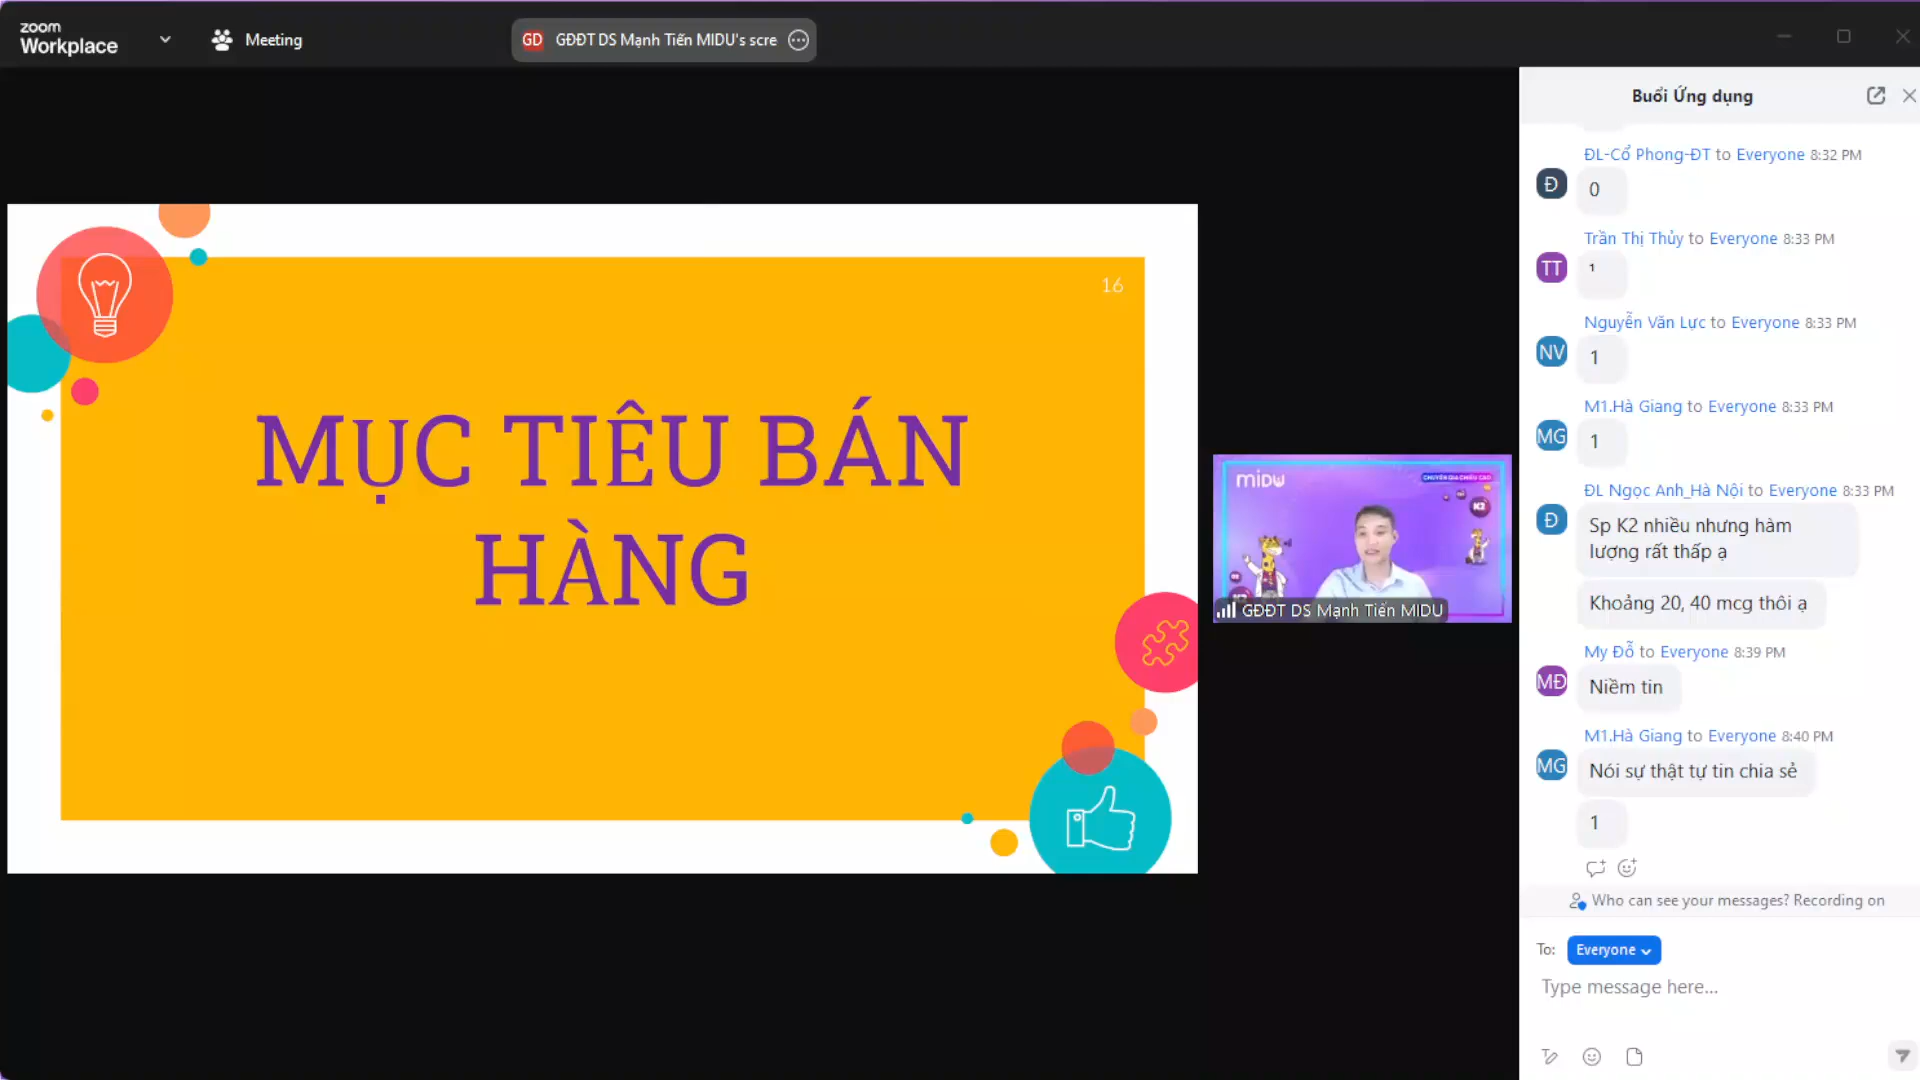 zoom
Workplace
Meeting
GD GĐĐT DS Mạnh Tiến MIDU's scre
16
MỤC TIÊU BÁN
HÀNG
miDU
CHUYÊN GIA CHIỀU CAO
K2
GĐĐT DS Mạnh Tiến MIDU
Buổi Ứng dụng
ĐL-Cổ Phong-ĐT to Everyone 8:32 PM
Đ
0
Trần Thị Thủy to Everyone 8:33 PM
TT
¹
Nguyễn Văn Lực to Everyone 8:33 PM
NV
1
M1.Hà Giang to Everyone 8:33 PM
MG
1
ĐL Ngọc Anh_Hà Nội to Everyone 8:33 PM
Đ
Sp K2 nhiều nhưng hàm
lượng rất thấp ạ
Khoảng 20, 40 mcg thôi ạ
My Đỗ to Everyone 8:39 PM
MĐ
Niềm tin
M1.Hà Giang to Everyone 8:40 PM
MG
Nói sự thật tự tin chia sẻ
1
Who can see your messages? Recording on
To: Everyone
Type message here...